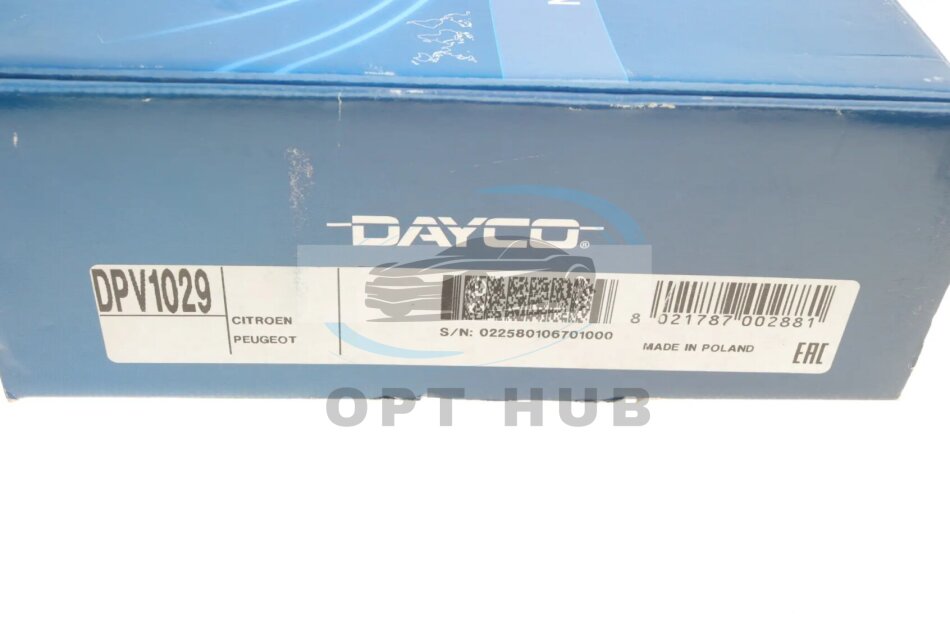 DAYCO®
DPV1029
CITROEN
PEUGEOT
S/N: 022580106701000
8 021787 002881
MADE IN POLAND
EAC
OPT HUB